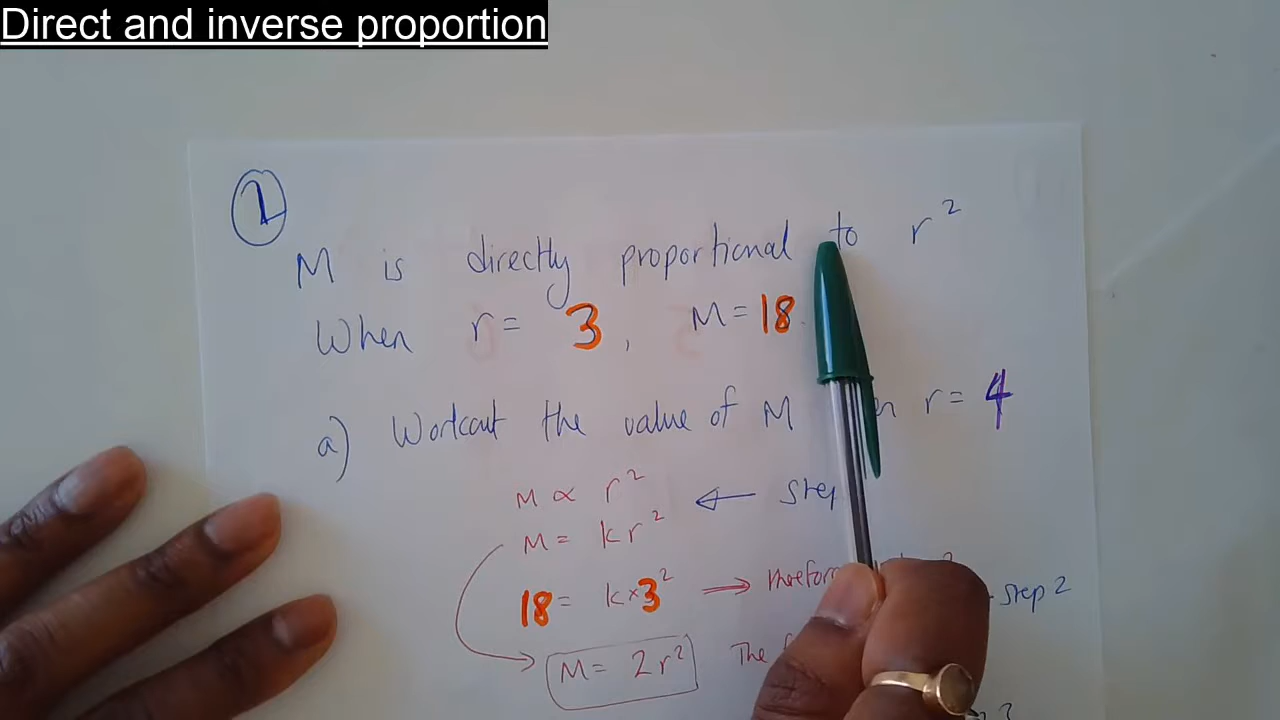 Direct and inverse proportion
2
M is directly proportional to r²
When r = 3, M = 18.
a) Workout the value of M r = 4
M ∝ r²
M = kr² ← Step
18 = k×3² ⇒ step 2
M = 2r² The